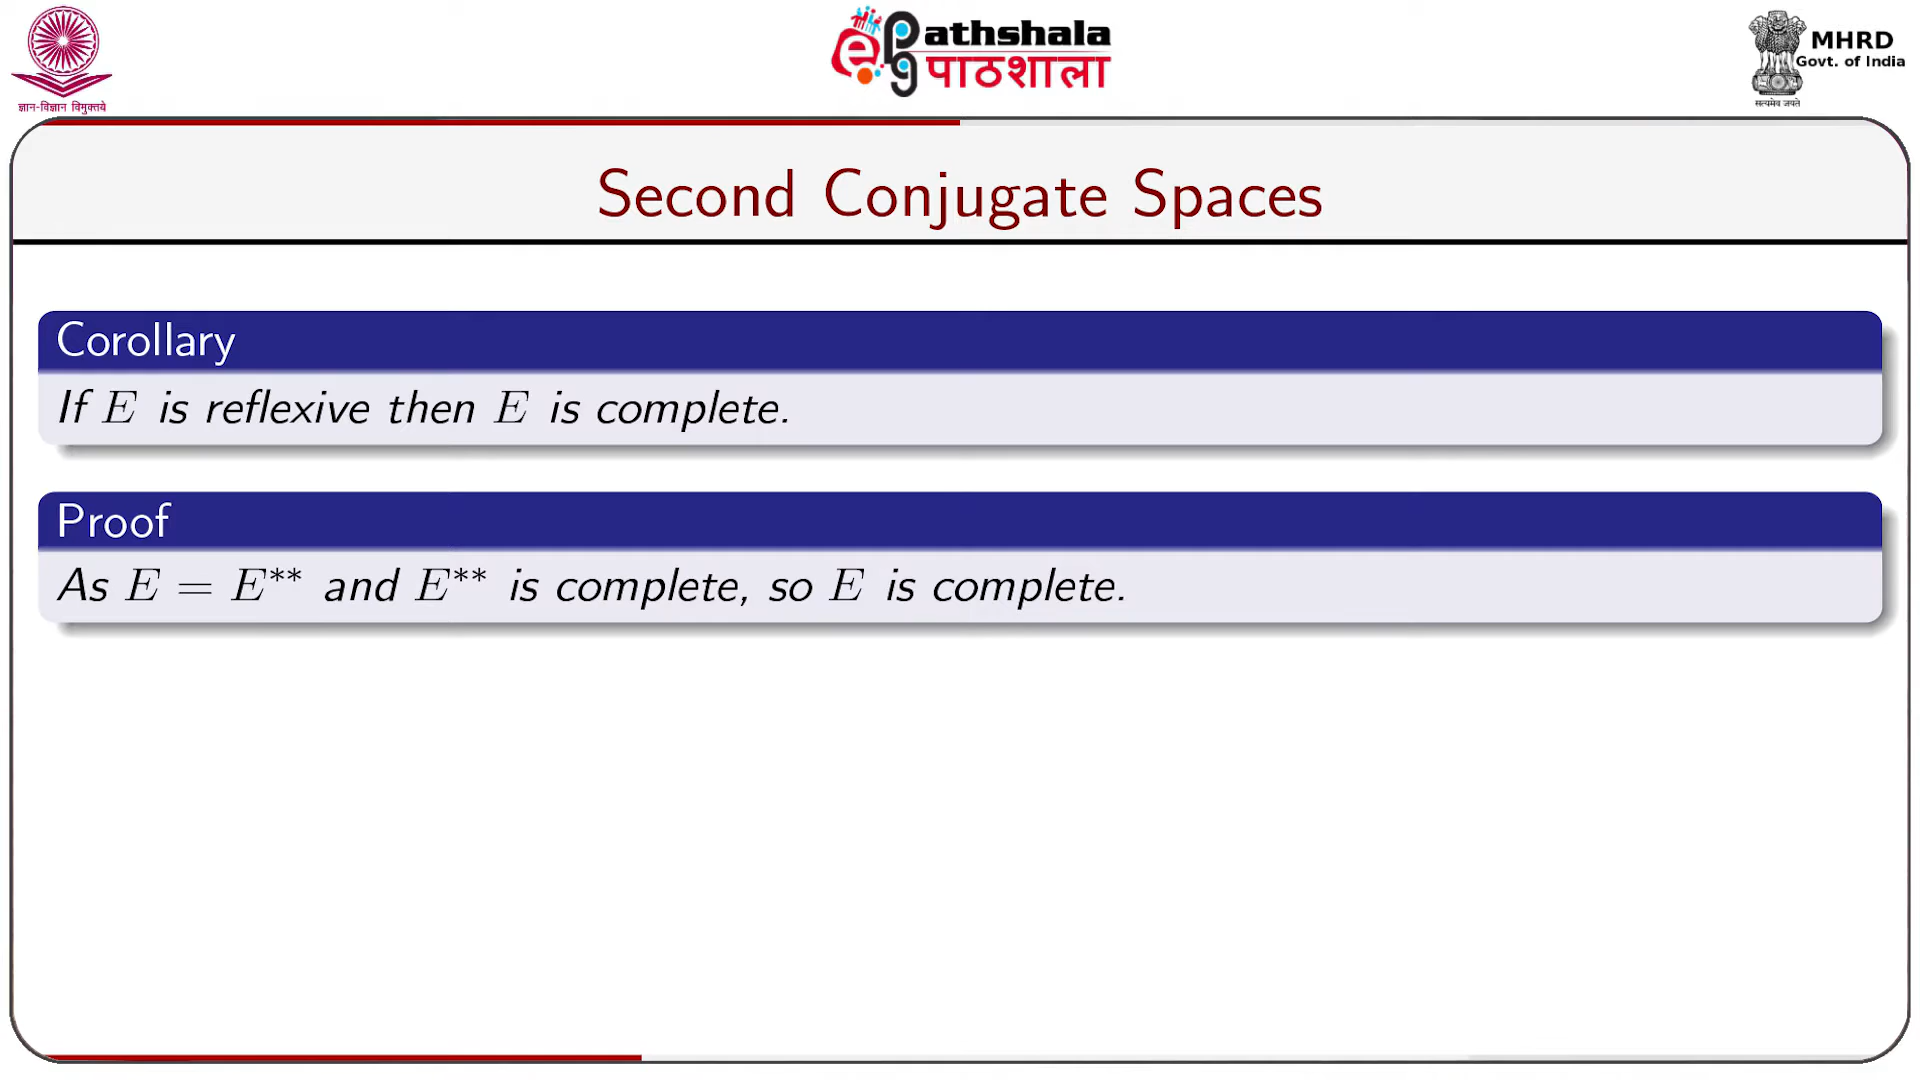 ज्ञान-विज्ञान विमुक्तये
ePathshala
पाठशाला
MHRD
Govt. of India
सत्यमेव जयते
Second Conjugate Spaces
Corollary
If E is reflexive then E is complete.
Proof
As E = E** and E** is complete, so E is complete.